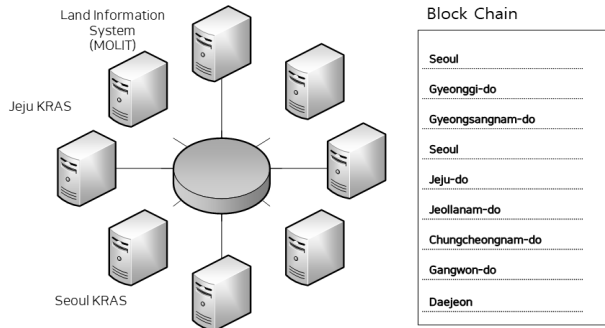 Land Information
System
(MOLIT)
Jeju KRAS
Seoul KRAS
Block Chain
Seoul
Gyeonggi-do
Gyeongsangnam-do
Seoul
Jeju-do
Jeollanam-do
Chungcheongnam-do
Gangwon-do
Daejeon